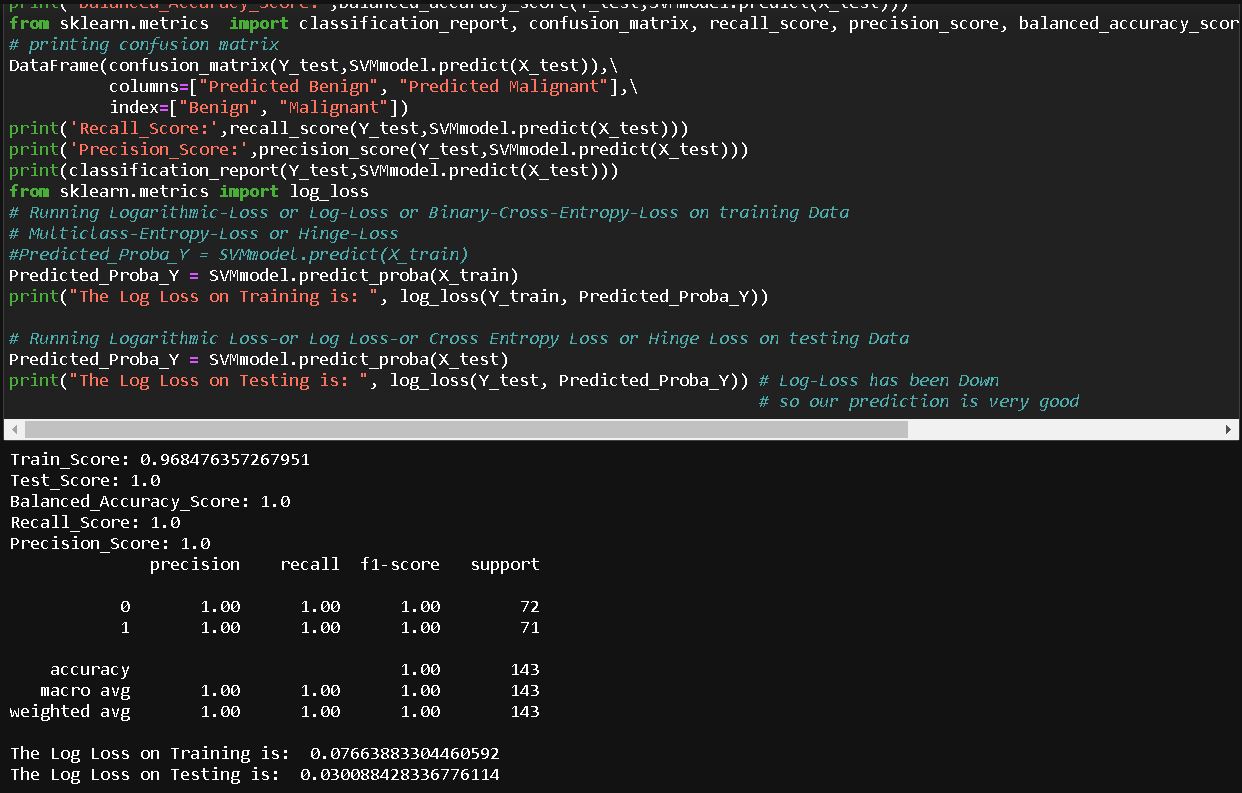 print('Balanced_Accuracy_Score:',balanced_accuracy_score(Y_test,SVMmodel.predict(X_test)))
from sklearn.metrics  import classification_report, confusion_matrix, recall_score, precision_score, balanced_accuracy_scor
# printing confusion matrix
DataFrame(confusion_matrix(Y_test,SVMmodel.predict(X_test)),\
          columns=["Predicted Benign", "Predicted Malignant"],\
          index=["Benign", "Malignant"])
print('Recall_Score:',recall_score(Y_test,SVMmodel.predict(X_test)))
print('Precision_Score:',precision_score(Y_test,SVMmodel.predict(X_test)))
print(classification_report(Y_test,SVMmodel.predict(X_test)))
from sklearn.metrics import log_loss
# Running Logarithmic-Loss or Log-Loss or Binary-Cross-Entropy-Loss on training Data
# Multiclass-Entropy-Loss or Hinge-Loss
#Predicted_Proba_Y = SVMmodel.predict(X_train)
Predicted_Proba_Y = SVMmodel.predict_proba(X_train)
print("The Log Loss on Training is: ", log_loss(Y_train, Predicted_Proba_Y))
# Running Logarithmic Loss-or Log Loss-or Cross Entropy Loss or Hinge Loss on testing Data
Predicted_Proba_Y = SVMmodel.predict_proba(X_test)
print("The Log Loss on Testing is: ", log_loss(Y_test, Predicted_Proba_Y)) # Log-Loss has been Down
# so our prediction is very good
Train_Score: 0.968476357267951
Test_Score: 1.0
Balanced_Accuracy_Score: 1.0
Recall_Score: 1.0
Precision_Score: 1.0
              precision    recall  f1-score   support
           0       1.00      1.00      1.00        72
           1       1.00      1.00      1.00        71
    accuracy                           1.00       143
   macro avg       1.00      1.00      1.00       143
weighted avg       1.00      1.00      1.00       143
The Log Loss on Training is:  0.07663883304460592
The Log Loss on Testing is:  0.030088428336776114